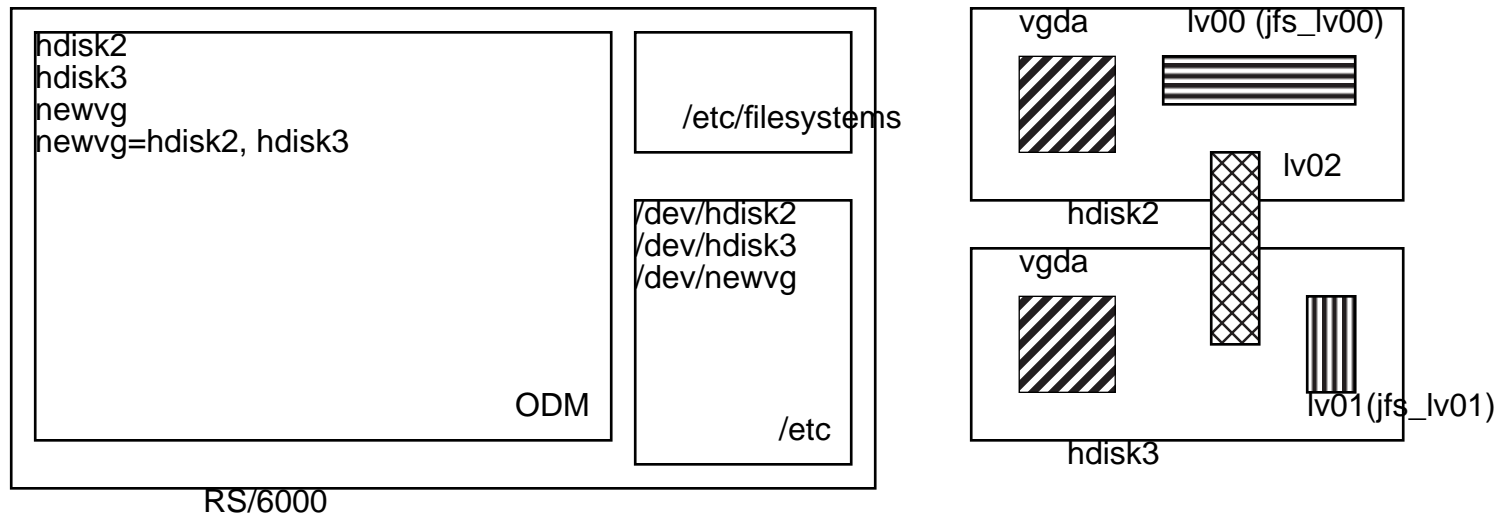 hdisk2
hdisk3
newvg
newvg=hdisk2, hdisk3
ODM
/etc/filesystems
/dev/hdisk2
/dev/hdisk3
/dev/newvg
/etc
RS/6000
vgda
lv00 (jfs_lv00)
lv02
hdisk2
vgda
lv01(jfs_lv01)
hdisk3